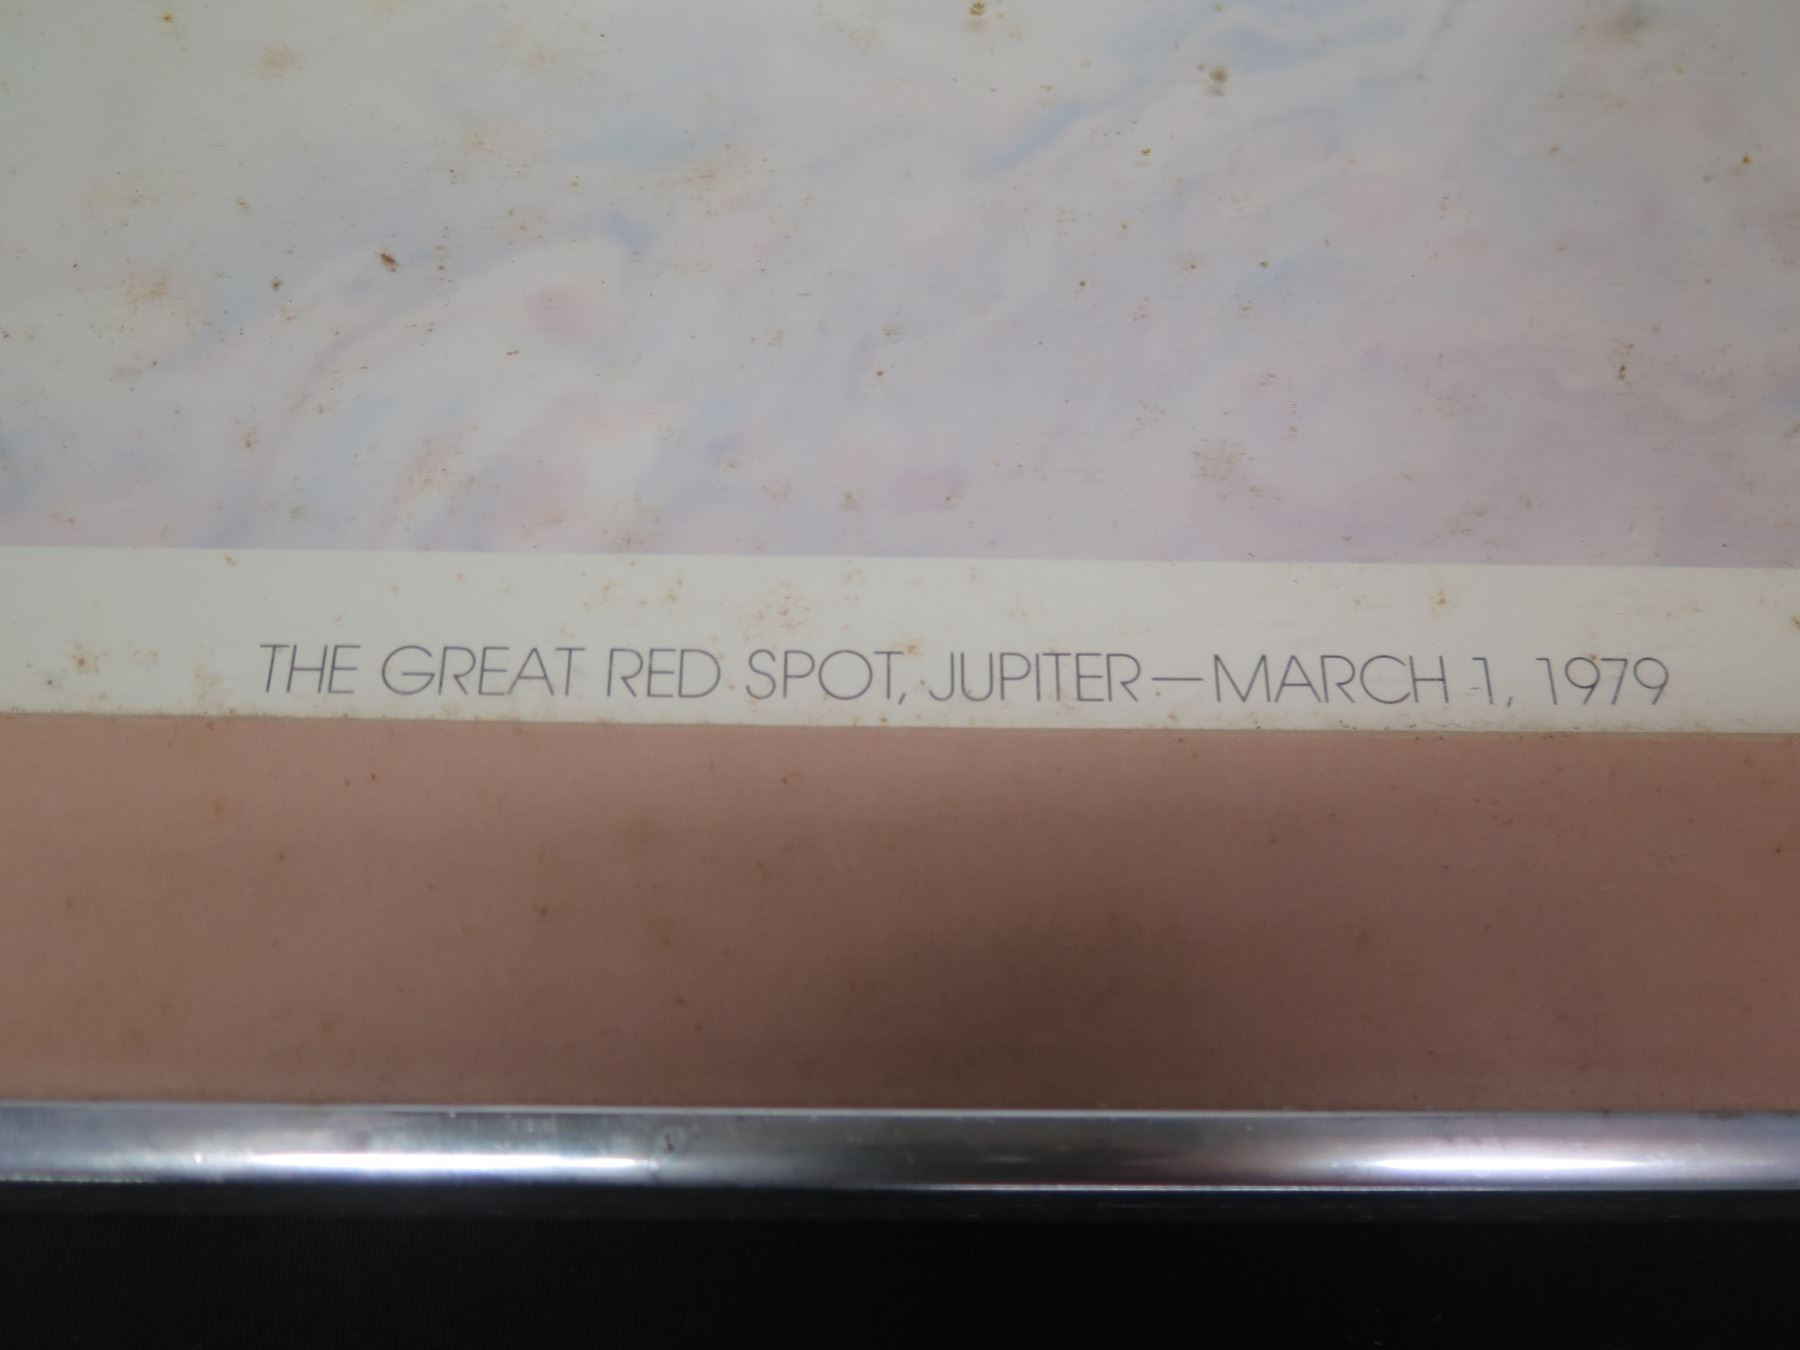 THE GREAT RED SPOT, JUPITER—MARCH 1, 1979